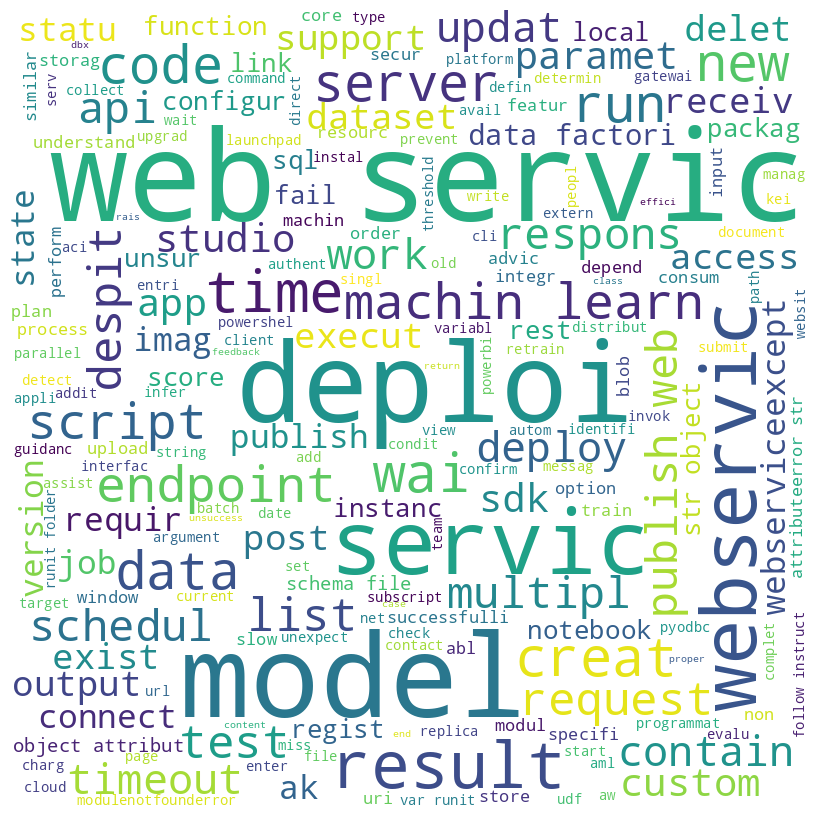 statu function core type
dbx storag support updat local delet
similar serv collect code link command secur platform determin gatewai new
api configur direct server paramet defin
wait dataset avail featur run receiv
understand upgrad launchpad resourc prevent data factori packag
sql instal input manag
web servic
fail threshold write peopl effici kei
state rais machin extern document
perform aci despit unsur studio order authent old work cli advic respons integr depend access
entri time singl machin learn class consum path websit
plan app powershel variabl rest distribut
process imag client execut retrain submit
parallel feedback return powerbi blob
detect appli addit infer score deploi invok webservic webserviceexcept
script publish view autom identifi deploy publish web str object attributeerror str
guidanc upload string add condit
assist interfac endpoint wai confirm messag option
version batch date instanc sdk train
runit folder requir unsuccess team
argument post servic
job data set net successfulli
schema file check multipl
target window current case subscript
schedul list slow unexpect contact abl notebook pyodbc complet follow instruct
exist model creat proper
output url request
connect content end regist replica modul specifi programmat non
object attribut test miss result start evalu contain
charg page file
cloud timeout enter ak aml custom
modulenotfounderror uri var runit store udf aw